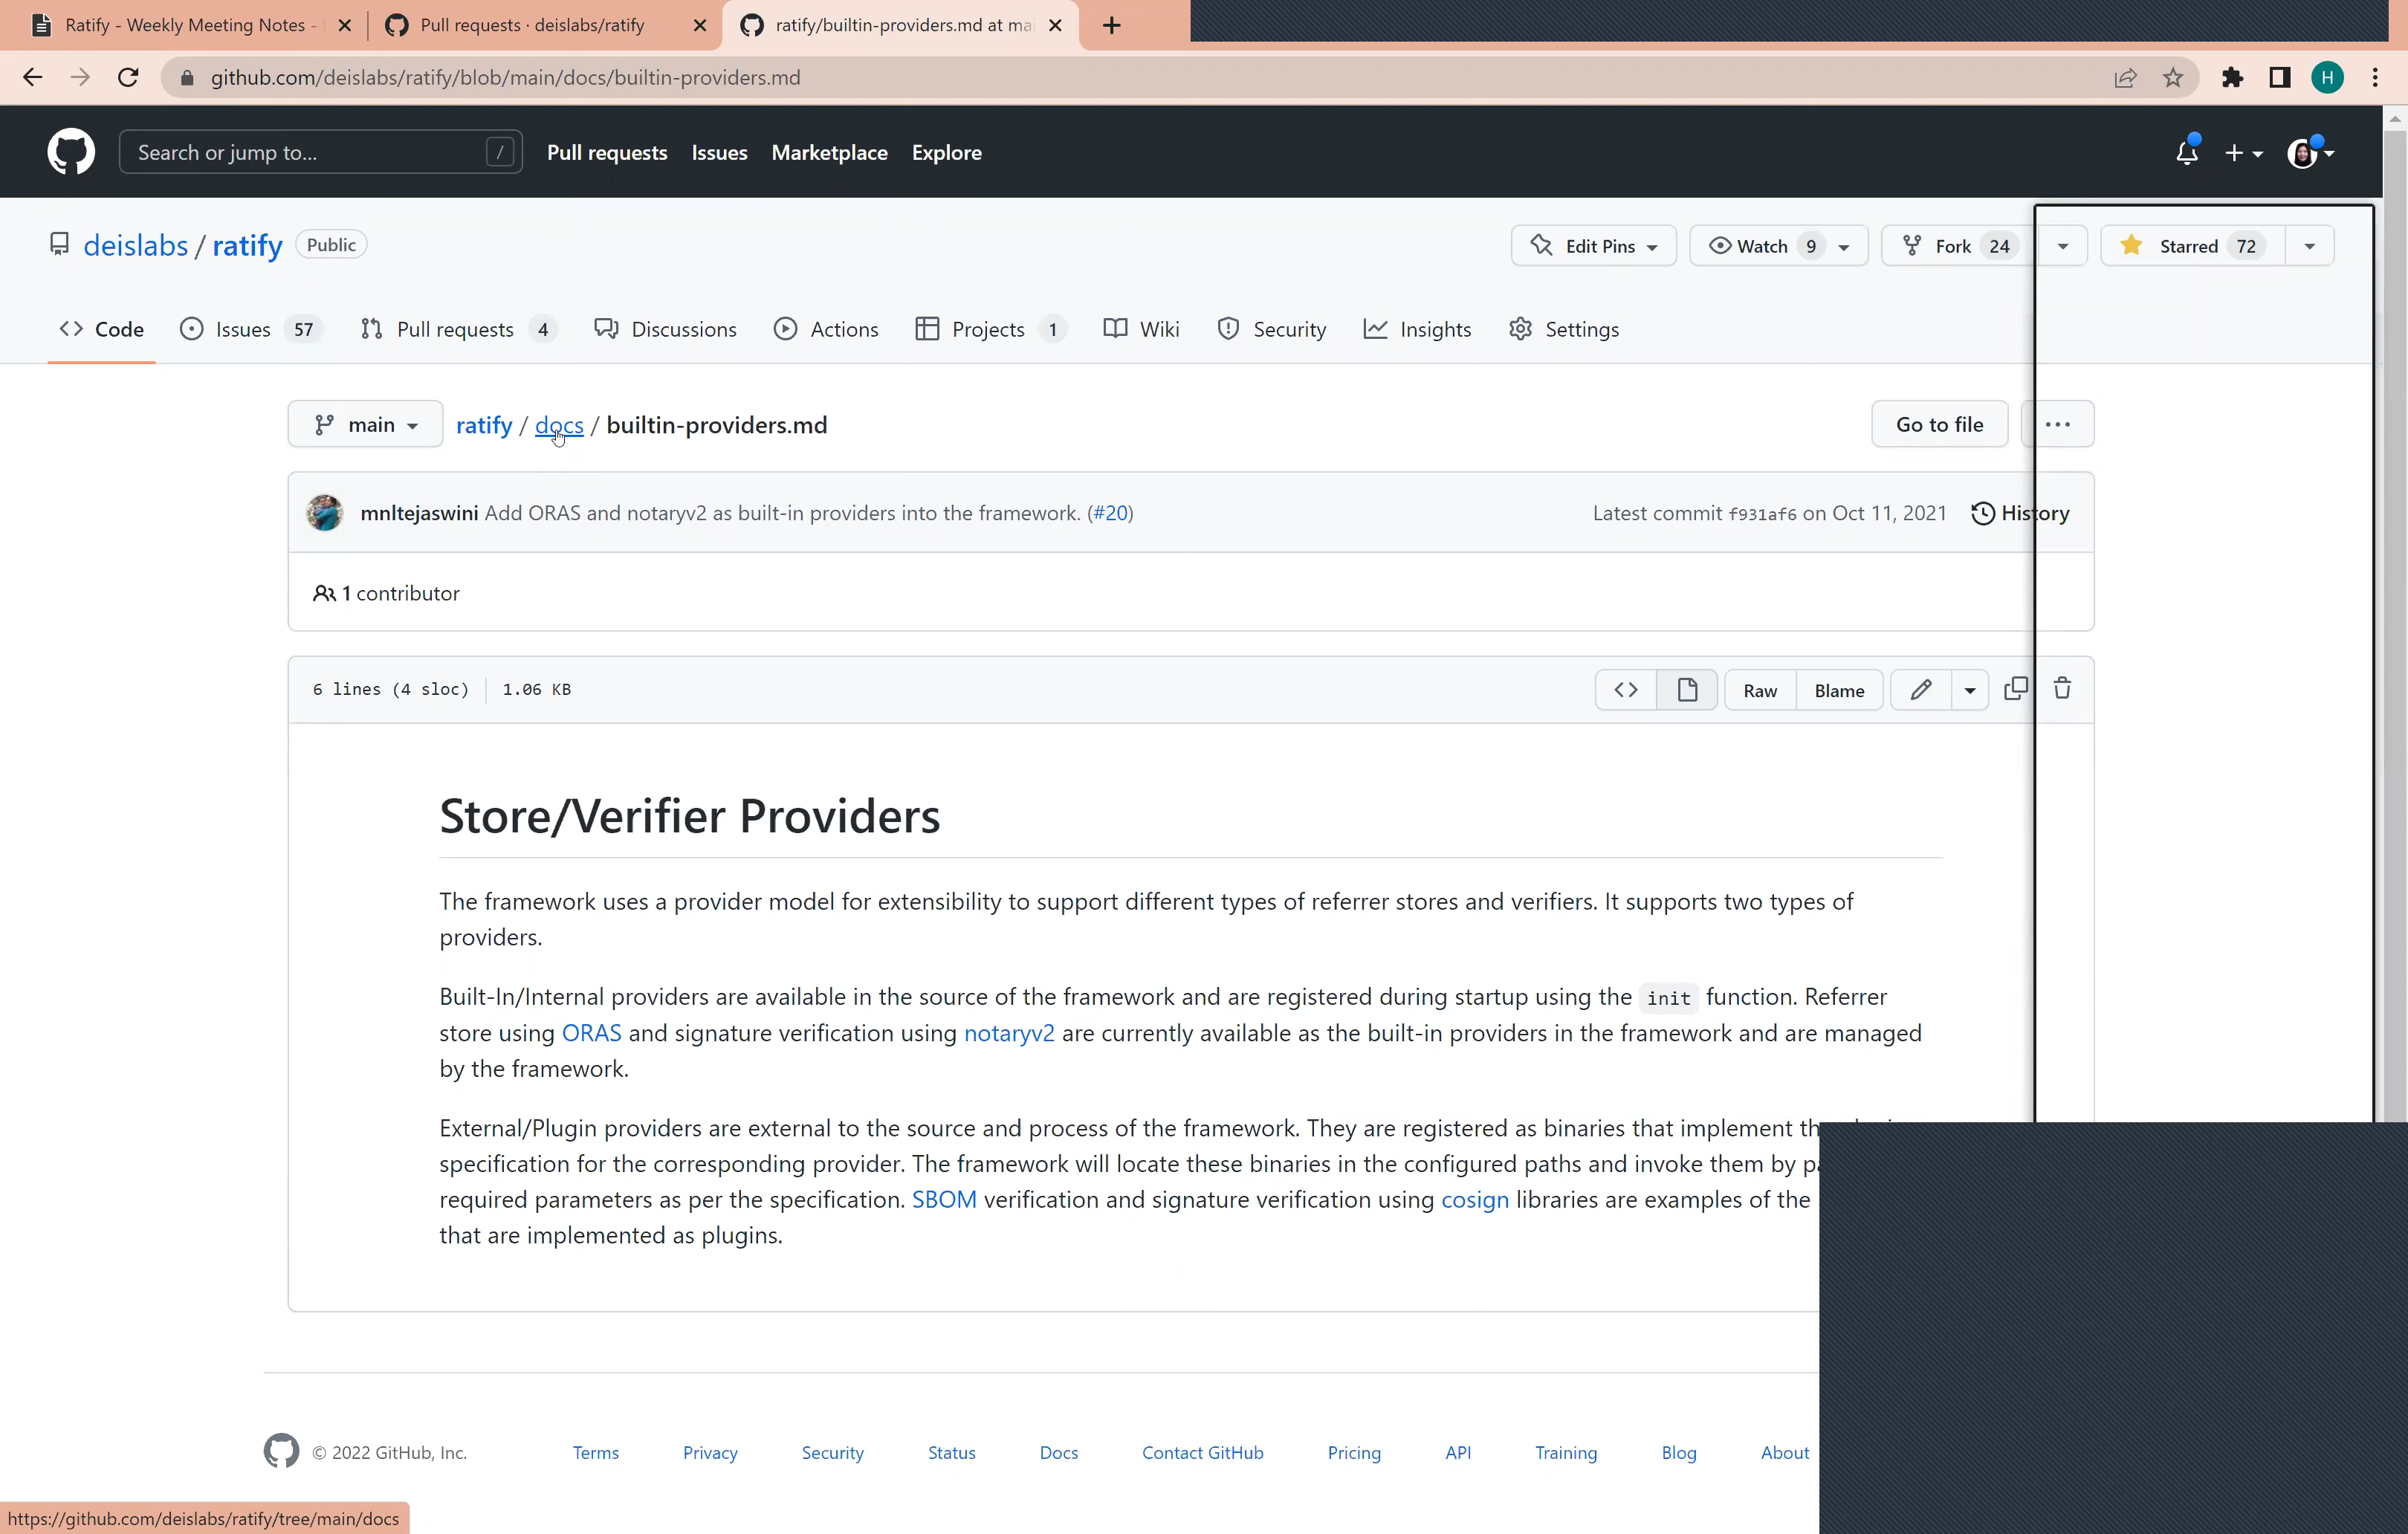 Ratify - Weekly Meeting Notes -
Pull requests · deislabs/ratify
ratify/builtin-providers.md at
github.com/deislabs/ratify/blob/main/docs/builtin-providers.md
H
Search or jump to...
/
Pull requests
Issues
Marketplace
Explore
deislabs / ratify
Public
Edit Pins
Watch 9
Fork 24
Starred 72
Code
Issues 57
Pull requests 4
Discussions
Actions
Projects 1
Wiki
Security
Insights
Settings
main
ratify / docs / builtin-providers.md
Go to file
mnltejaswini Add ORAS and notaryv2 as built-in providers into the framework. (#20)
Latest commit f931af6 on Oct 11, 2021
History
1 contributor
6 lines (4 sloc)
1.06 KB
Raw
Blame
Store/Verifier Providers
The framework uses a provider model for extensibility to support different types of referrer stores and verifiers. It supports two types of
providers.
Built-In/Internal providers are available in the source of the framework and are registered during startup using the init function. Referrer
store using ORAS and signature verification using notaryv2 are currently available as the built-in providers in the framework and are managed
by the framework.
External/Plugin providers are external to the source and process of the framework. They are registered as binaries that implement
specification for the corresponding provider. The framework will locate these binaries in the configured paths and invoke them by
required parameters as per the specification. SBOM verification and signature verification using cosign libraries are examples of the
that are implemented as plugins.
© 2022 GitHub, Inc.
Terms
Privacy
Security
Status
Docs
Contact GitHub
Pricing
API
Training
Blog
About
https://github.com/deislabs/ratify/tree/main/docs